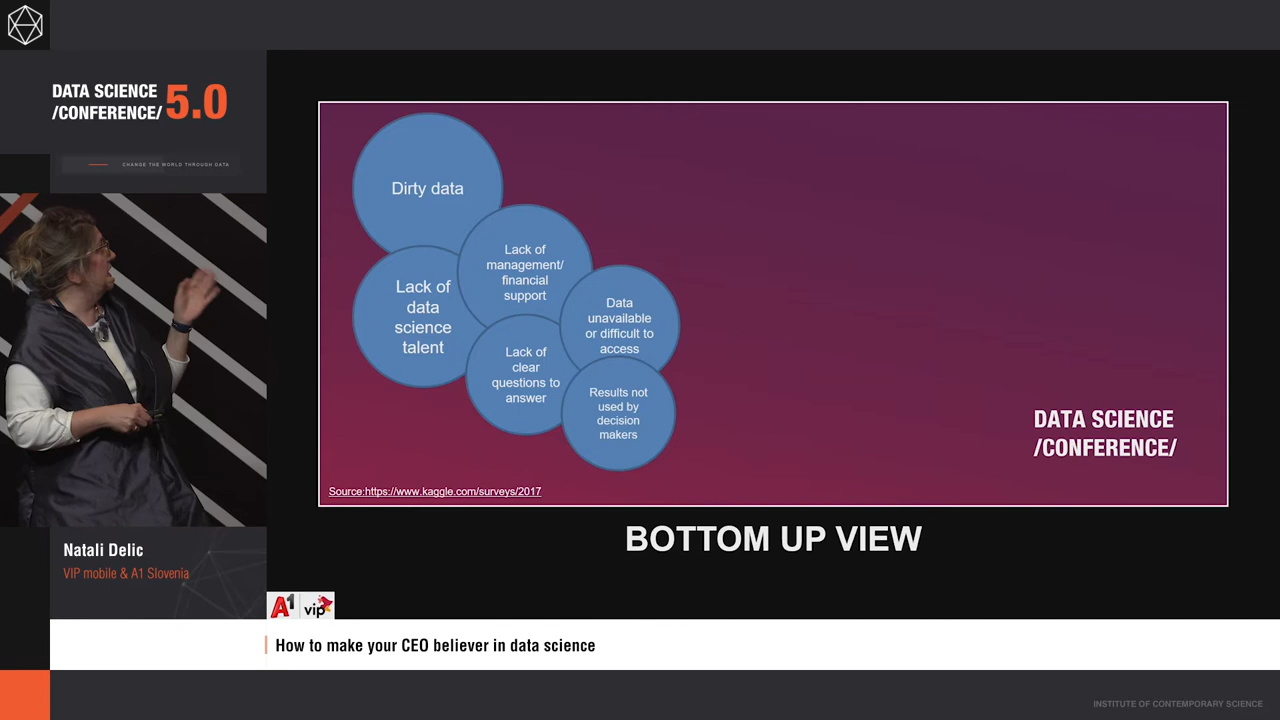 DATA SCIENCE
/CONFERENCE/ 5.0
CHANGE THE WORLD THROUGH DATA
Dirty data
Lack of
management/
financial
support
Lack of
data
science
talent
Data
unavailable
or difficult to
access
Lack of
clear
questions to
answer
Results not
used by
decision
makers
DATA SCIENCE
/CONFERENCE/
Source:https://www.kaggle.com/surveys/2017
BOTTOM UP VIEW
Natali Delic
VIP mobile & A1 Slovenia
A1 vip
How to make your CEO believer in data science
INSTITUTE OF CONTEMPORARY SCIENCE